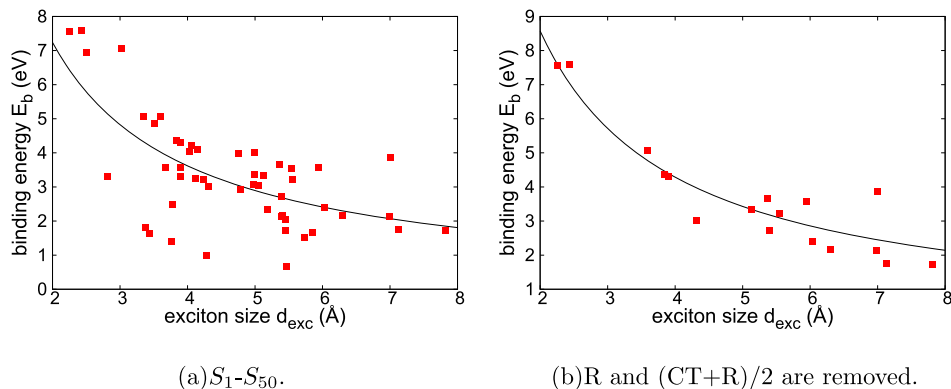 binding energy E_b (eV)
9
8
7
6
5
4
3
2
1
0
2 3 4 5 6 7 8
exciton size d_exc (Å)
(a)S_1-S_50.
binding energy E_b (eV)
9
8
7
6
5
4
3
2
1
2 3 4 5 6 7 8
exciton size d_exc (Å)
(b)R and (CT+R)/2 are removed.